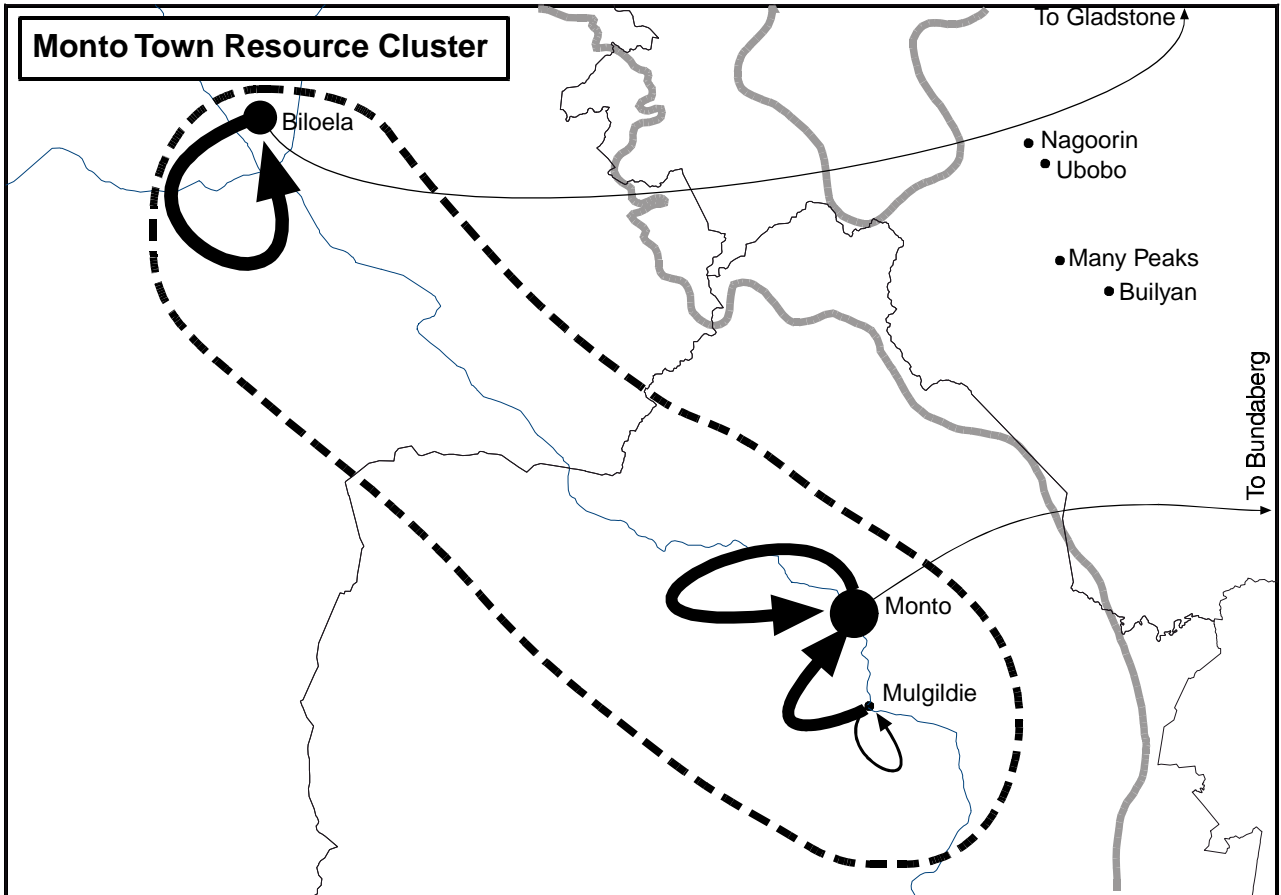 Monto Town Resource Cluster
To Gladstone
Biloela
Nagoorin
Ubobo
Many Peaks
Builyan
To Bundaberg
Monto
Mulgildie